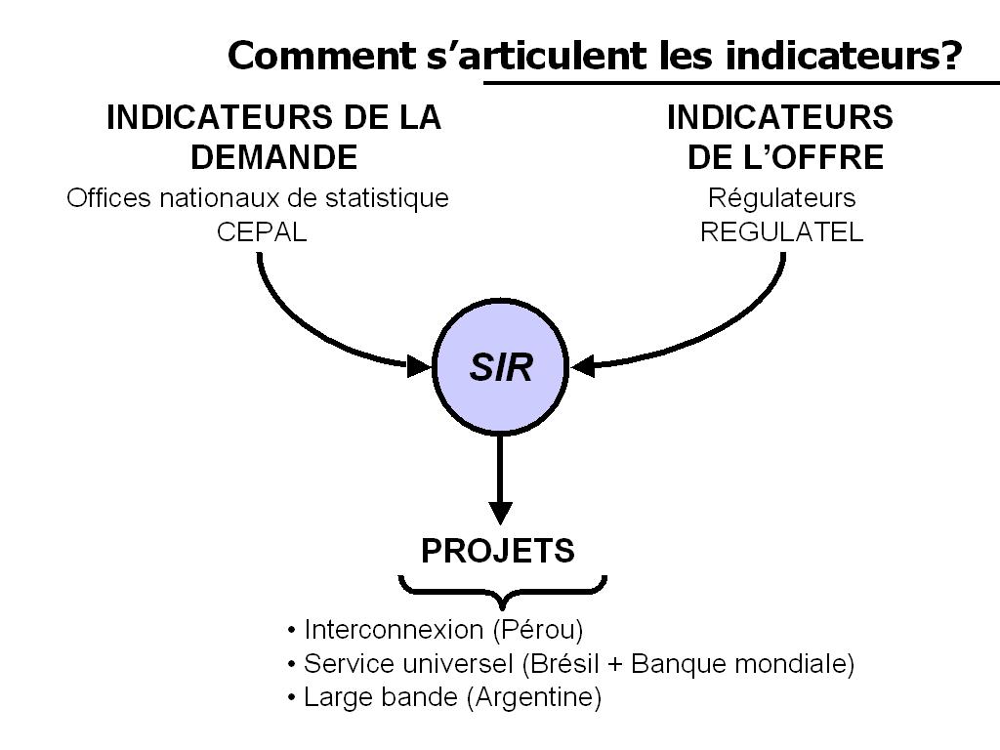 Comment s’articulent les indicateurs?
INDICATEURS DE LA
DEMANDE
Offices nationaux de statistique
CEPAL
INDICATEURS
DE L’OFFRE
Régulateurs
REGULATEL
SIR
PROJETS
• Interconnexion (Pérou)
• Service universel (Brésil + Banque mondiale)
• Large bande (Argentine)